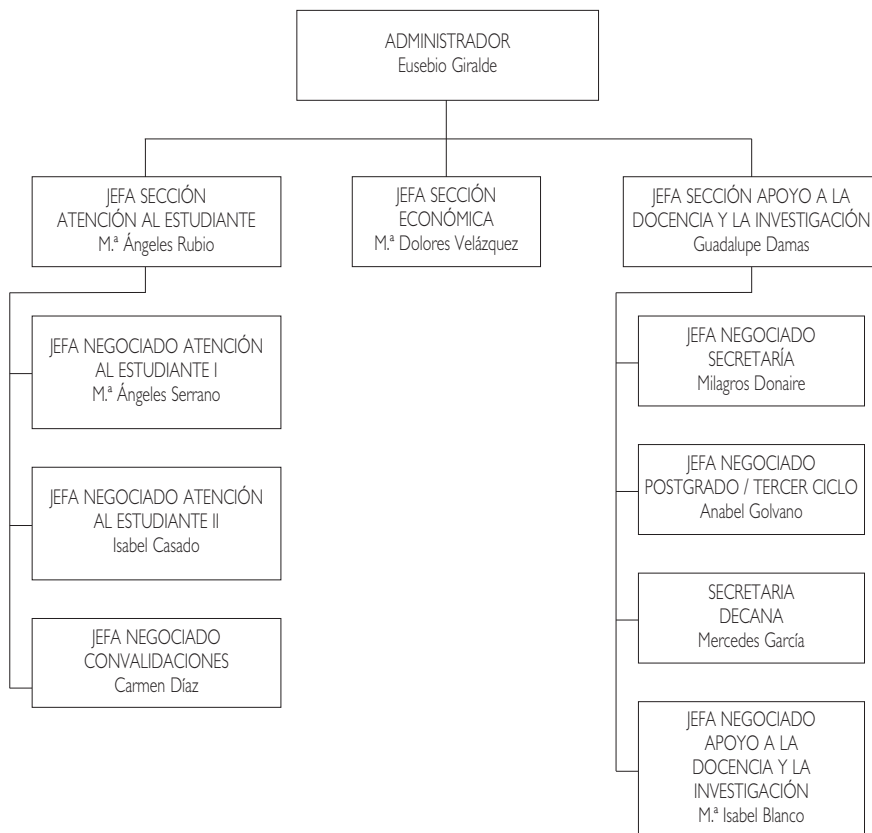 ADMINISTRADOR
Eusebio Giralde
JEFA SECCIÓN
ATENCIÓN AL ESTUDIANTE
M.ª Ángeles Rubio
JEFA SECCIÓN
ECONÓMICA
M.ª Dolores Velázquez
JEFA SECCIÓN APOYO A LA
DOCENCIA Y LA INVESTIGACIÓN
Guadalupe Damas
JEFA NEGOCIADO ATENCIÓN
AL ESTUDIANTE I
M.ª Ángeles Serrano
JEFA NEGOCIADO ATENCIÓN
AL ESTUDIANTE II
Isabel Casado
JEFA NEGOCIADO
CONVALIDACIONES
Carmen Díaz
JEFA NEGOCIADO
SECRETARÍA
Milagros Donaire
JEFA NEGOCIADO
POSTGRADO / TERCER CICLO
Anabel Golvano
SECRETARIA
DECANA
Mercedes García
JEFA NEGOCIADO
APOYO A LA
DOCENCIA Y LA
INVESTIGACIÓN
M.ª Isabel Blanco